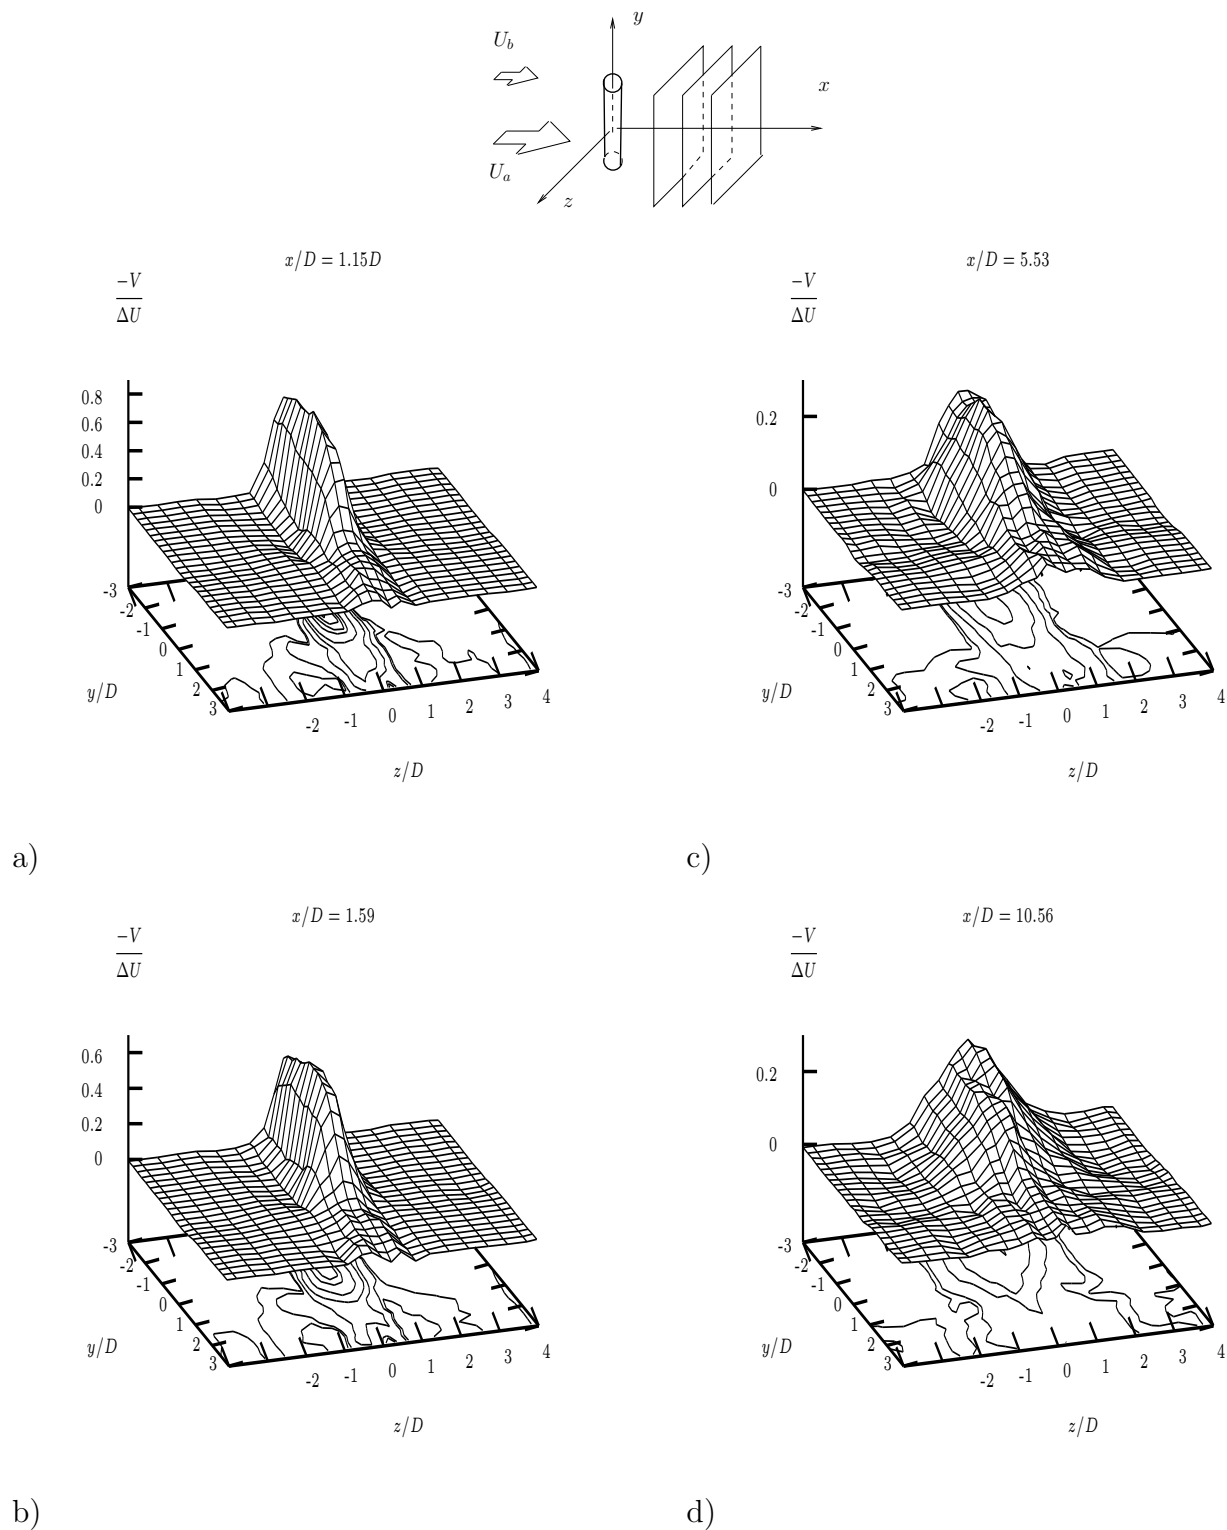 y
U_b
x
U_a
z
x/D = 1.15D
−V
ΔU
0.8
0.6
0.4
0.2
0
-3
-2
-1
0
1
2
3
y/D
-2
-1
0
1
2
3
4
z/D
a)
x/D = 5.53
−V
ΔU
0.2
0
-3
-2
-1
0
1
2
3
y/D
-2
-1
0
1
2
3
4
z/D
c)
x/D = 1.59
−V
ΔU
0.6
0.4
0.2
0
-3
-2
-1
0
1
2
3
y/D
-2
-1
0
1
2
3
4
z/D
b)
x/D = 10.56
−V
ΔU
0.2
0
-3
-2
-1
0
1
2
3
y/D
-2
-1
0
1
2
3
4
z/D
d)